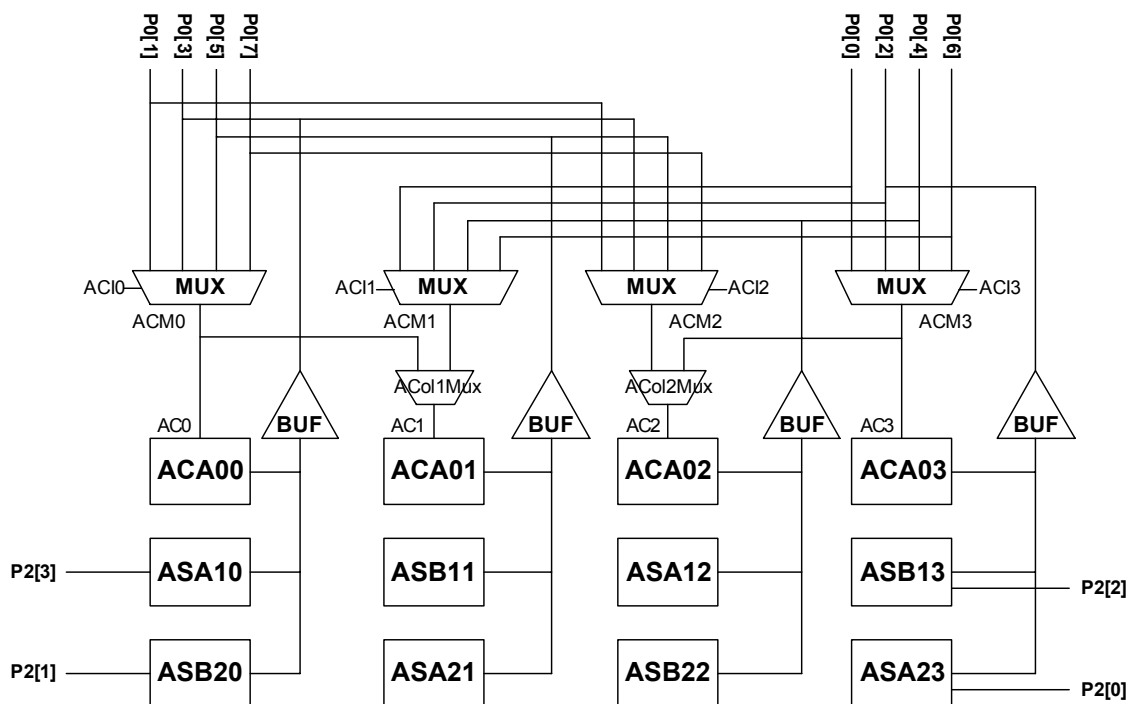 P0[1]
P0[3]
P0[5]
P0[7]
P0[0]
P0[2]
P0[4]
P0[6]
ACI0
MUX
ACI1
MUX
MUX
ACI2
MUX
ACI3
ACM0
ACM1
ACM2
ACM3
ACol1Mux
ACol2Mux
AC0
BUF
AC1
BUF
AC2
BUF
AC3
BUF
ACA00
ACA01
ACA02
ACA03
P2[3]
ASA10
ASB11
ASA12
ASB13
P2[2]
P2[1]
ASB20
ASA21
ASB22
ASA23
P2[0]